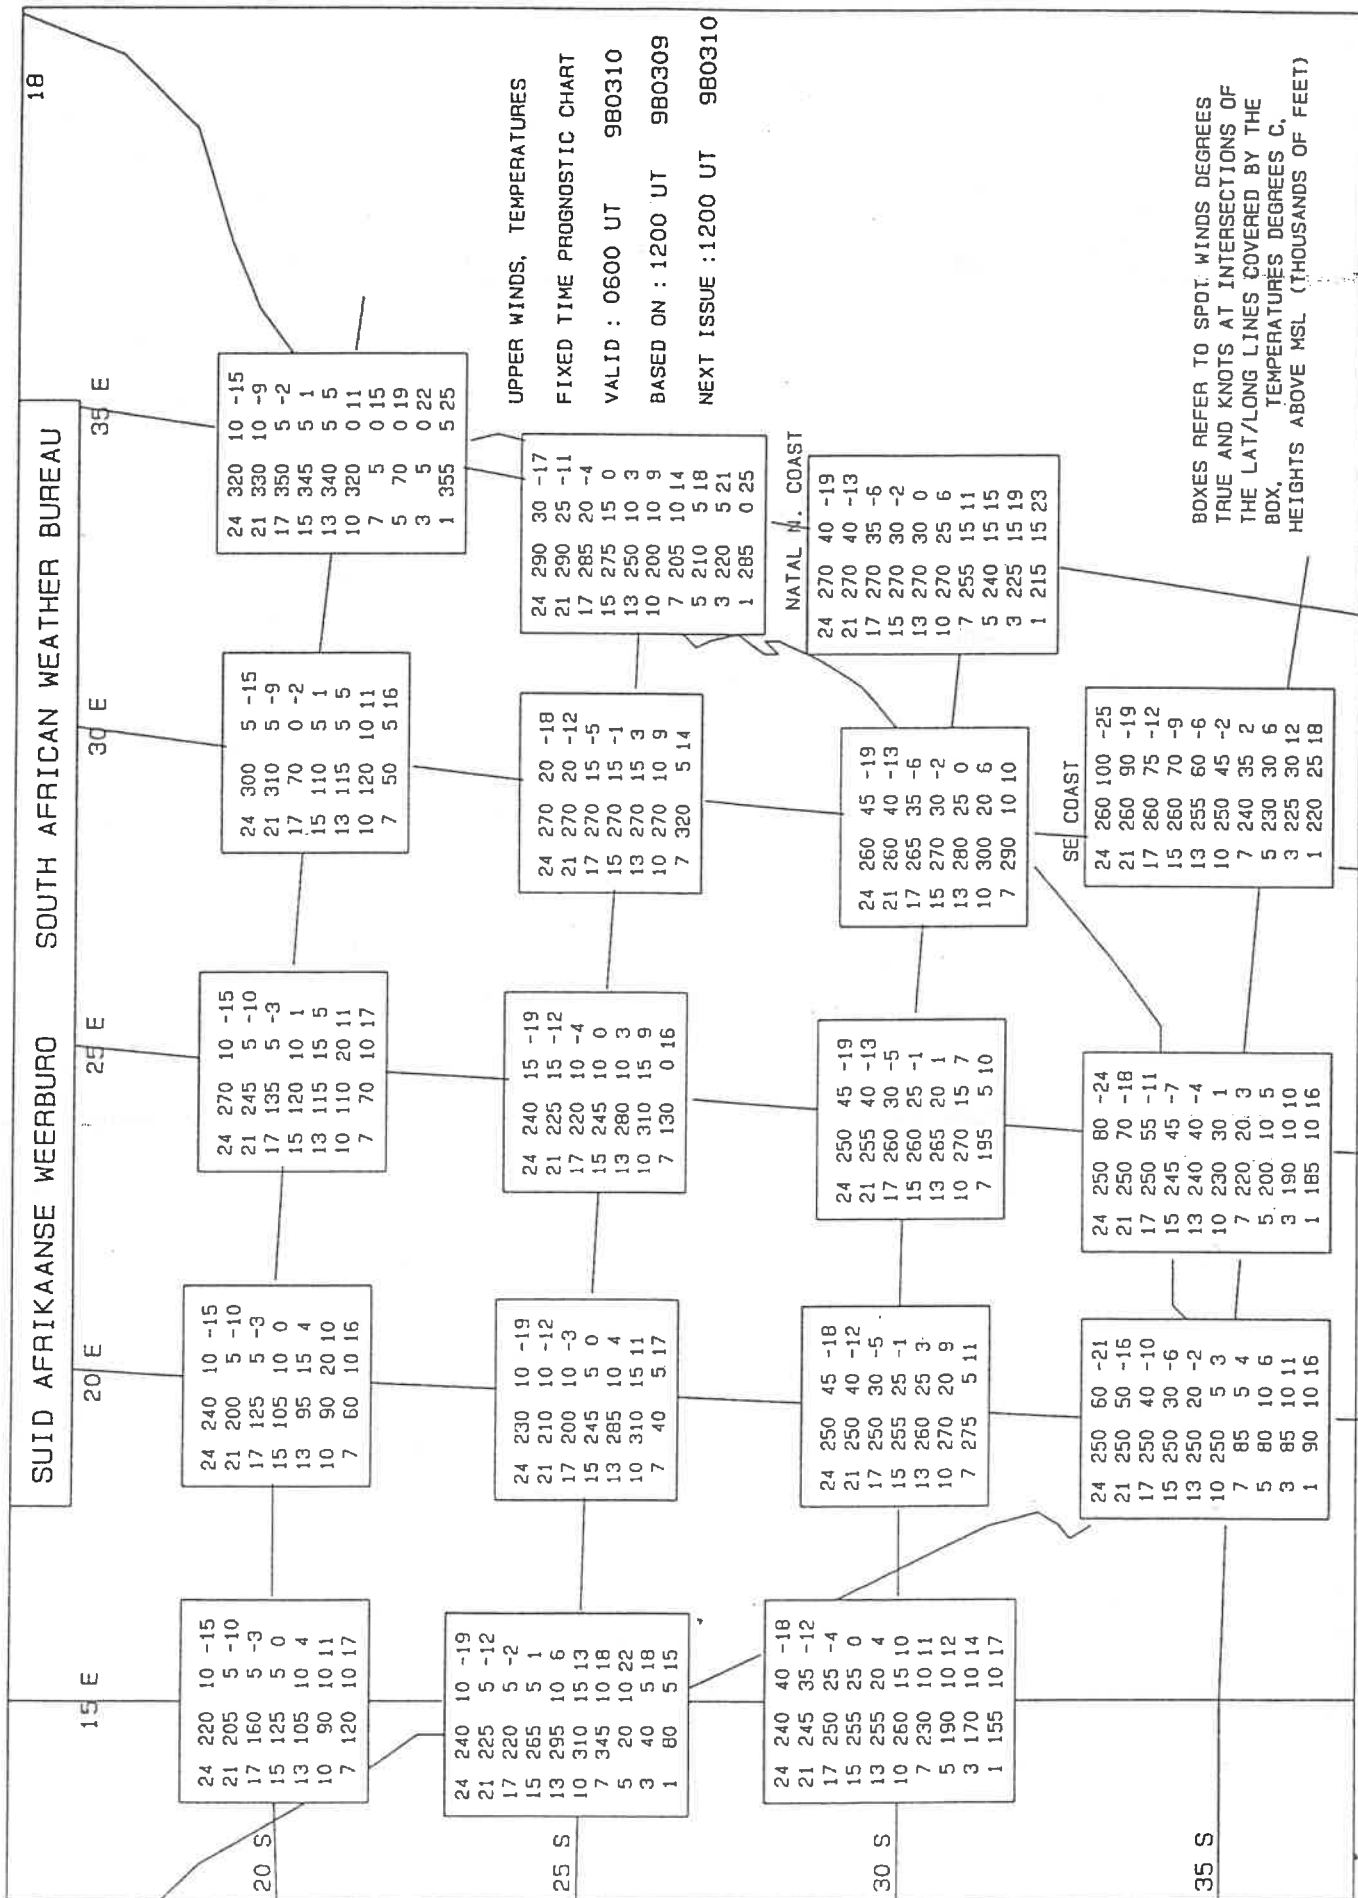 18
SUID AFRIKAANSE WEERBURO SOUTH AFRICAN WEATHER BUREAU
15 E
20 E
25 E
30 E
35 E
20 S
24 220 10 -15
21 205 5 -10
17 160 5 -3
15 125 5 0
13 105 10 4
10 90 10 11
7 120 10 17
24 240 10 -15
21 200 5 -10
17 125 5 -3
15 105 10 0
13 95 15 4
10 90 20 10
7 60 10 16
24 270 10 -15
21 245 5 -10
17 135 5 -3
15 120 10 1
13 115 15 5
10 110 20 11
7 70 10 17
24 300 5 -15
21 310 5 -9
17 70 0 -2
15 110 5 1
13 115 5 5
10 120 10 11
7 50 5 16
24 320 10 -15
21 330 10 -9
17 350 5 -2
15 345 5 1
13 340 5 5
10 320 0 11
7 5 0 15
5 70 0 19
3 5 0 22
1 355 5 25
UPPER WINDS, TEMPERATURES
FIXED TIME PROGNOSTIC CHART
VALID : 0600 UT 980310
BASED ON : 1200 UT 980309
NEXT ISSUE : 1200 UT 980310
25 S
24 240 10 -19
21 225 5 -12
17 220 5 -2
15 265 5 1
13 295 10 6
10 310 15 13
7 345 10 18
5 20 10 22
3 40 5 18
1 80 5 15
24 230 10 -19
21 210 10 -12
17 200 10 -3
15 245 5 0
13 285 10 4
10 310 15 11
7 40 5 17
24 240 15 -19
21 225 15 -12
17 220 10 -4
15 245 10 0
13 280 10 3
10 310 15 9
7 130 0 16
24 270 20 -18
21 270 20 -12
17 270 15 -5
15 270 15 -1
13 270 15 3
10 270 10 9
7 320 5 14
24 290 30 -17
21 290 25 -11
17 285 20 -4
15 275 15 0
13 250 10 3
10 200 10 9
7 205 10 14
5 210 5 18
3 220 5 21
1 285 0 25
30 S
24 240 40 -18
21 245 35 -12
17 250 25 -4
15 255 25 0
13 255 20 4
10 260 15 10
7 230 10 11
5 190 10 12
3 170 10 14
1 155 10 17
24 250 45 -18
21 250 40 -12
17 250 30 -5
15 255 25 -1
13 260 25 3
10 270 20 9
7 275 5 11
24 250 45 -19
21 255 40 -13
17 260 30 -5
15 260 25 -1
13 265 20 1
10 270 15 7
7 195 5 10
24 260 45 -19
21 260 40 -13
17 265 35 -6
15 270 30 -2
13 280 25 0
10 300 20 6
7 290 10 10
NATAL N. COAST
24 270 40 -19
21 270 40 -13
17 270 35 -6
15 270 30 -2
13 270 30 0
10 270 25 6
7 255 15 11
5 240 15 15
3 225 15 19
1 215 15 23
35 S
24 250 60 -21
21 250 50 -16
17 250 40 -10
15 250 30 -6
13 250 20 -2
10 250 5 3
7 85 5 4
5 80 10 6
3 85 10 11
1 90 10 16
24 250 80 -24
21 250 70 -18
17 250 55 -11
15 245 45 -7
13 240 40 -4
10 230 30 1
7 220 20 3
5 200 10 5
3 190 10 10
1 185 10 16
SE COAST
24 260 100 -25
21 260 90 -19
17 260 75 -12
15 260 70 -9
13 255 60 -6
10 250 45 -2
7 240 35 2
5 230 30 6
3 225 30 12
1 220 25 18
BOXES REFER TO SPOT WINDS DEGREES
TRUE AND KNOTS AT INTERSECTIONS OF
THE LAT/LONG LINES COVERED BY THE
BOX. TEMPERATURES DEGREES C.
HEIGHTS ABOVE MSL (THOUSANDS OF FEET)